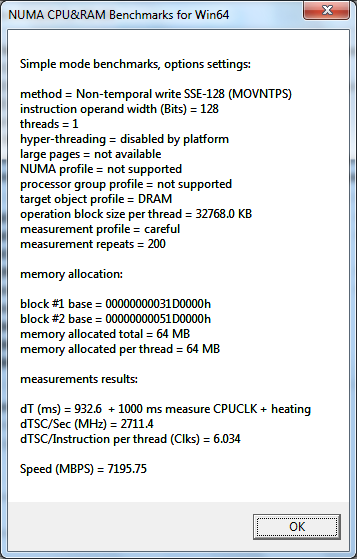 NUMA CPU&RAM Benchmarks for Win64
Simple mode benchmarks, options settings:
method = Non-temporal write SSE-128 (MOVNTPS)
instruction operand width (Bits) = 128
threads = 1
hyper-threading = disabled by platform
large pages = not available
NUMA profile = not supported
processor group profile = not supported
target object profile = DRAM
operation block size per thread = 32768.0 KB
measurement profile = careful
measurement repeats = 200
memory allocation:
block #1 base = 00000000031D0000h
block #2 base = 00000000051D0000h
memory allocated total = 64 MB
memory allocated per thread = 64 MB
measurements results:
dT (ms) = 932.6  + 1000 ms measure CPUCLK + heating
dTSC/Sec (MHz) = 2711.4
dTSC/Instruction per thread (Clks) = 6.034
Speed (MBPS) = 7195.75
OK